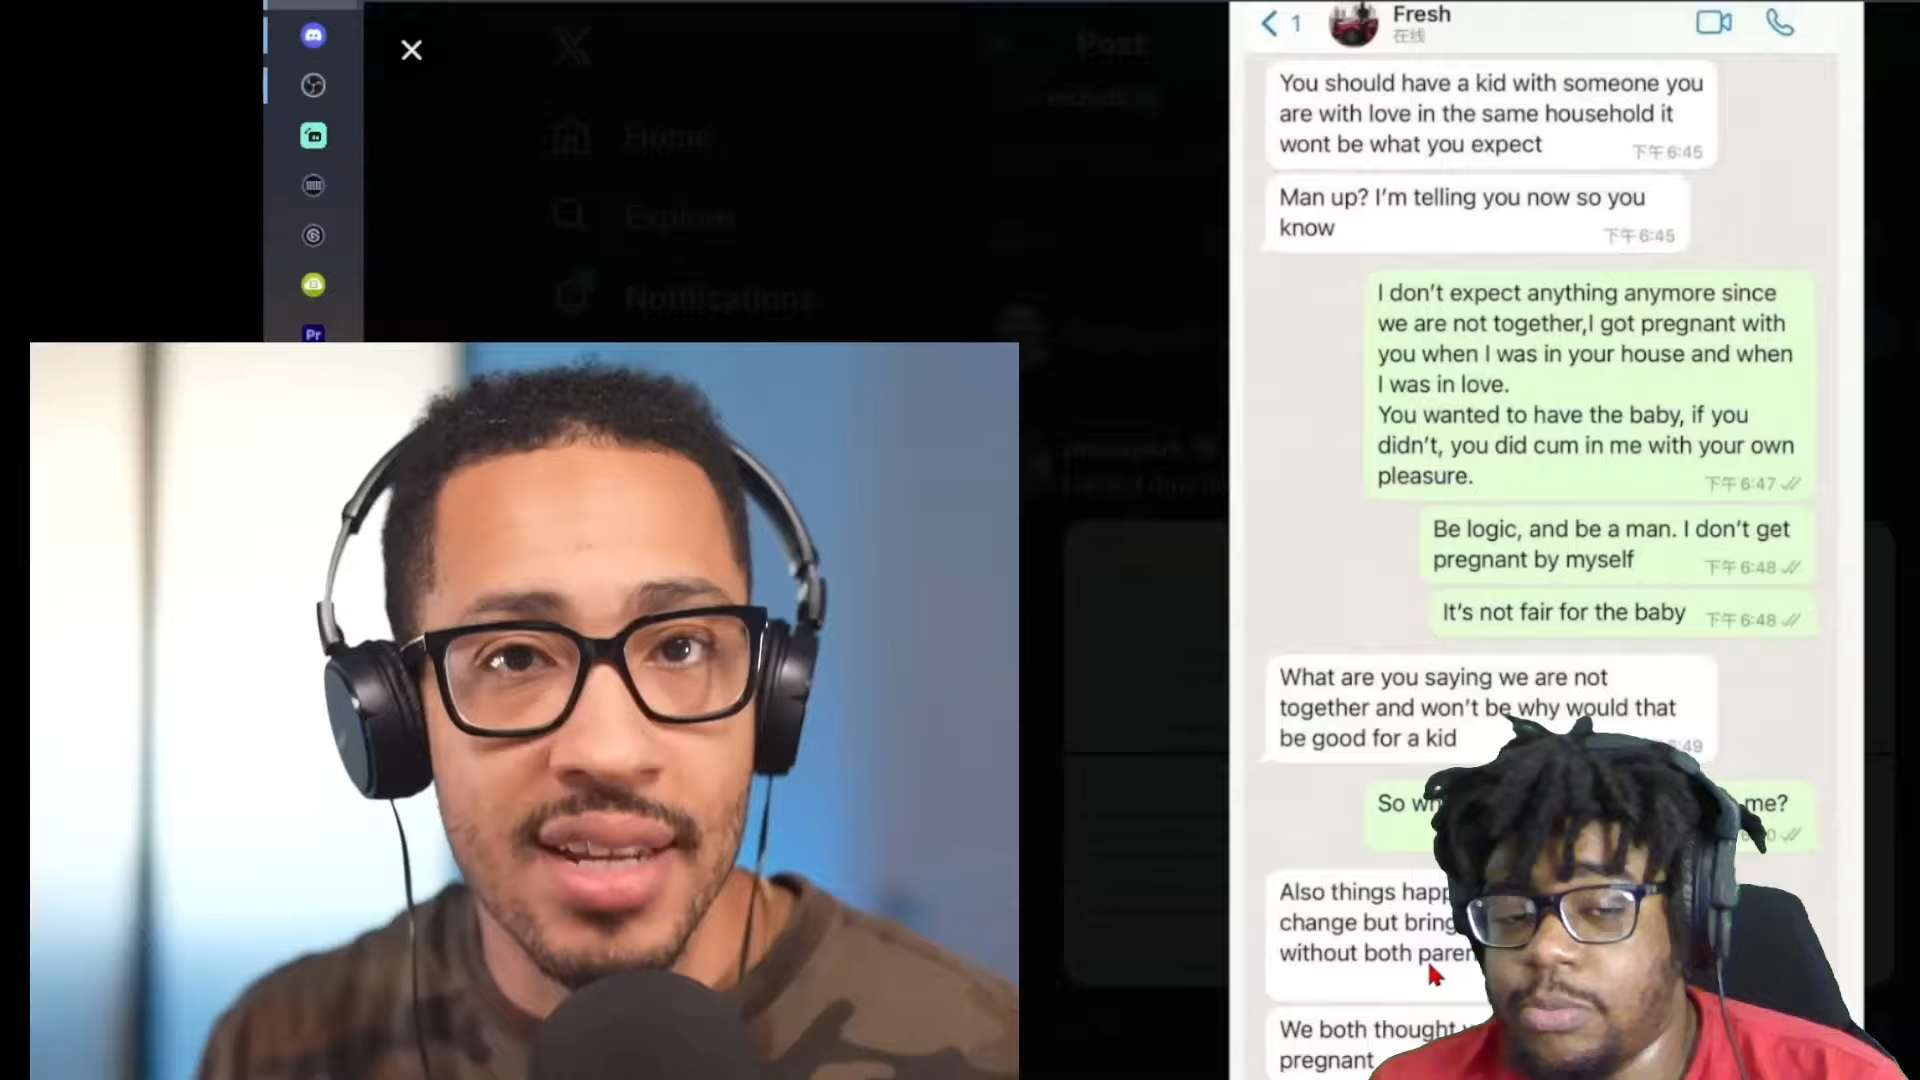 Post
Home
Explore
Notifications
Pr
1
Fresh
在线
You should have a kid with someone you
are with love in the same household it
wont be what you expect
下午 6:45
Man up? I'm telling you now so you
know
下午 6:45
I don't expect anything anymore since
we are not together,I got pregnant with
you when I was in your house and when
I was in love.
You wanted to have the baby, if you
didn't, you did cum in me with your own
pleasure.
下午 6:47
Be logic, and be a man. I don't get
pregnant by myself
下午 6:48
It's not fair for the baby
下午 6:48
What are you saying we are not
together and won't be why would that
be good for a kid
:49
So
me?
Also things
change but
without both
We both thought
pregnant